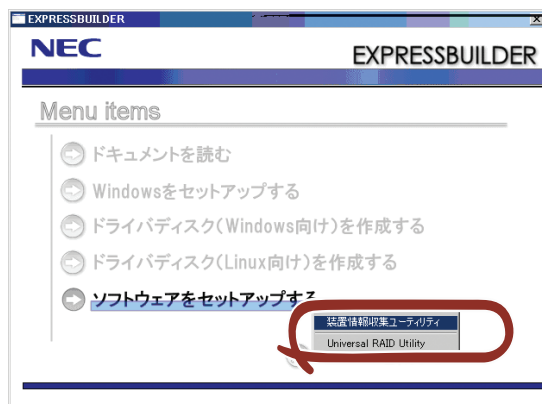 EXPRESSBUILDER
NEC
EXPRESSBUILDER
Menu items
ドキュメントを読む
Windowsをセットアップする
ドライバディスク(Windows向け)を作成する
ドライバディスク(Linux向け)を作成する
ソフトウェアをセットアップする
装置情報収集ユーティリティ
Universal RAID Utility